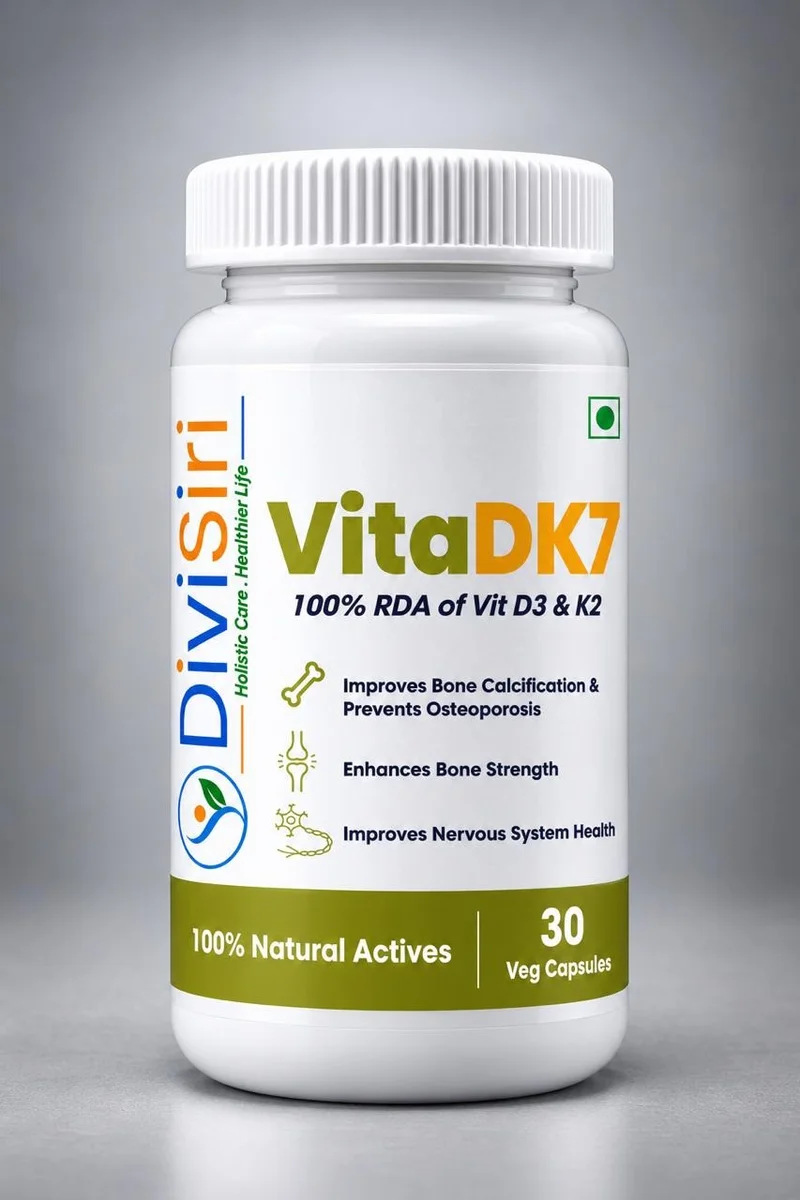 DiviSiri
Holistic Care . Healthier Life
VitaDK7
100% RDA of Vit D3 & K2
Improves Bone Calcification &
Prevents Osteoporosis
Enhances Bone Strength
Improves Nervous System Health
100% Natural Actives
30
Veg Capsules